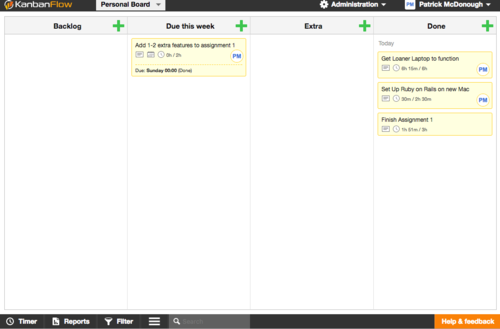 KanbanFlow
Personal Board
Administration
PM Patrick McDonough
Backlog
Due this week
Extra
Done
Add 1-2 extra features to assignment 1
0h / 2h
PM
Due: Sunday 00:00 (Done)
Today
Get Loaner Laptop to function
6h 15m / 6h
PM
Set Up Ruby on Rails on new Mac
30m / 2h 30m
PM
Finish Assignment 1
1h 51m / 3h
Timer
Reports
Filter
Search
Help & feedback